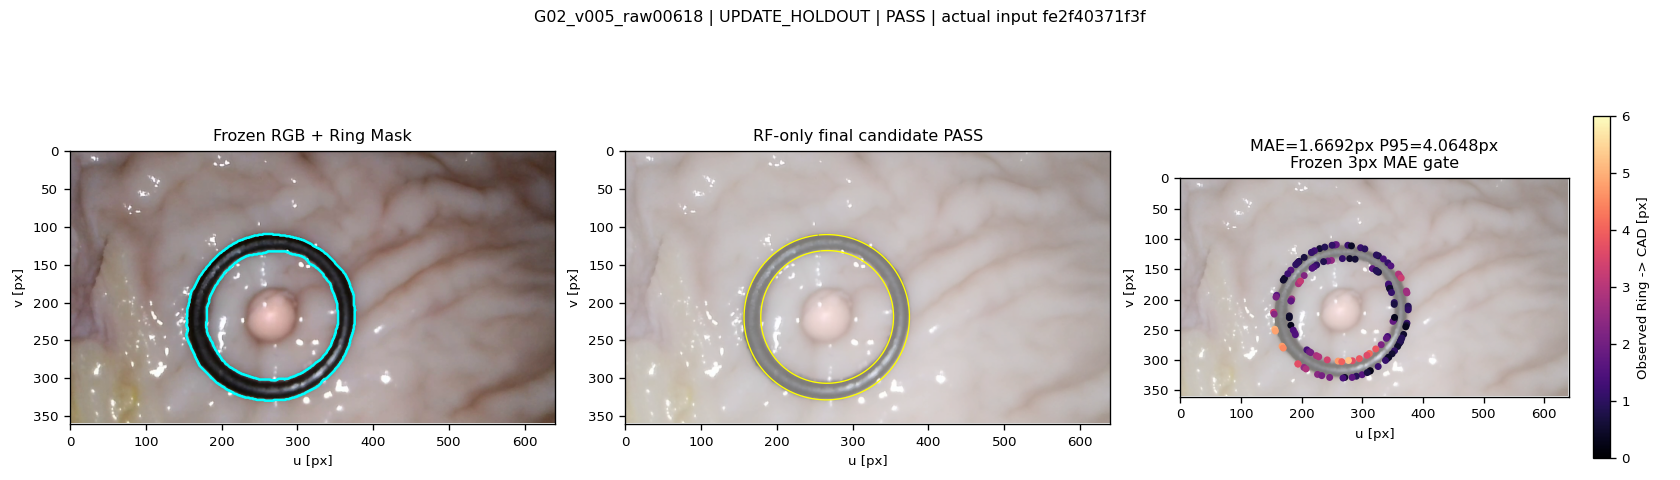 G02_v005_raw00618 | UPDATE_HOLDOUT | PASS | actual input fe2f40371f3f
Frozen RGB + Ring Mask
0
50
100
150
200
250
300
350
v [px]
0 100 200 300 400 500 600
u [px]
RF-only final candidate PASS
0
50
100
150
200
250
300
350
v [px]
0 100 200 300 400 500 600
u [px]
MAE=1.6692px P95=4.0648px
Frozen 3px MAE gate
0
50
100
150
200
250
300
350
v [px]
0 100 200 300 400 500 600
u [px]
6
5
4
3
2
1
0
Observed Ring -> CAD [px]